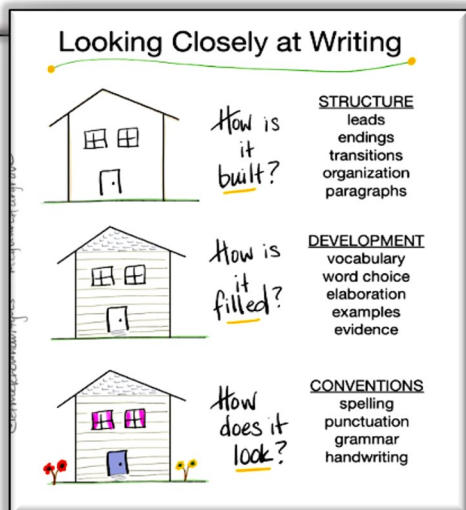 Looking Closely at Writing
How is
it
built?
STRUCTURE
leads
endings
transitions
organization
paragraphs
How is
it
filled?
DEVELOPMENT
vocabulary
word choice
elaboration
examples
evidence
How
does it
look?
CONVENTIONS
spelling
punctuation
grammar
handwriting